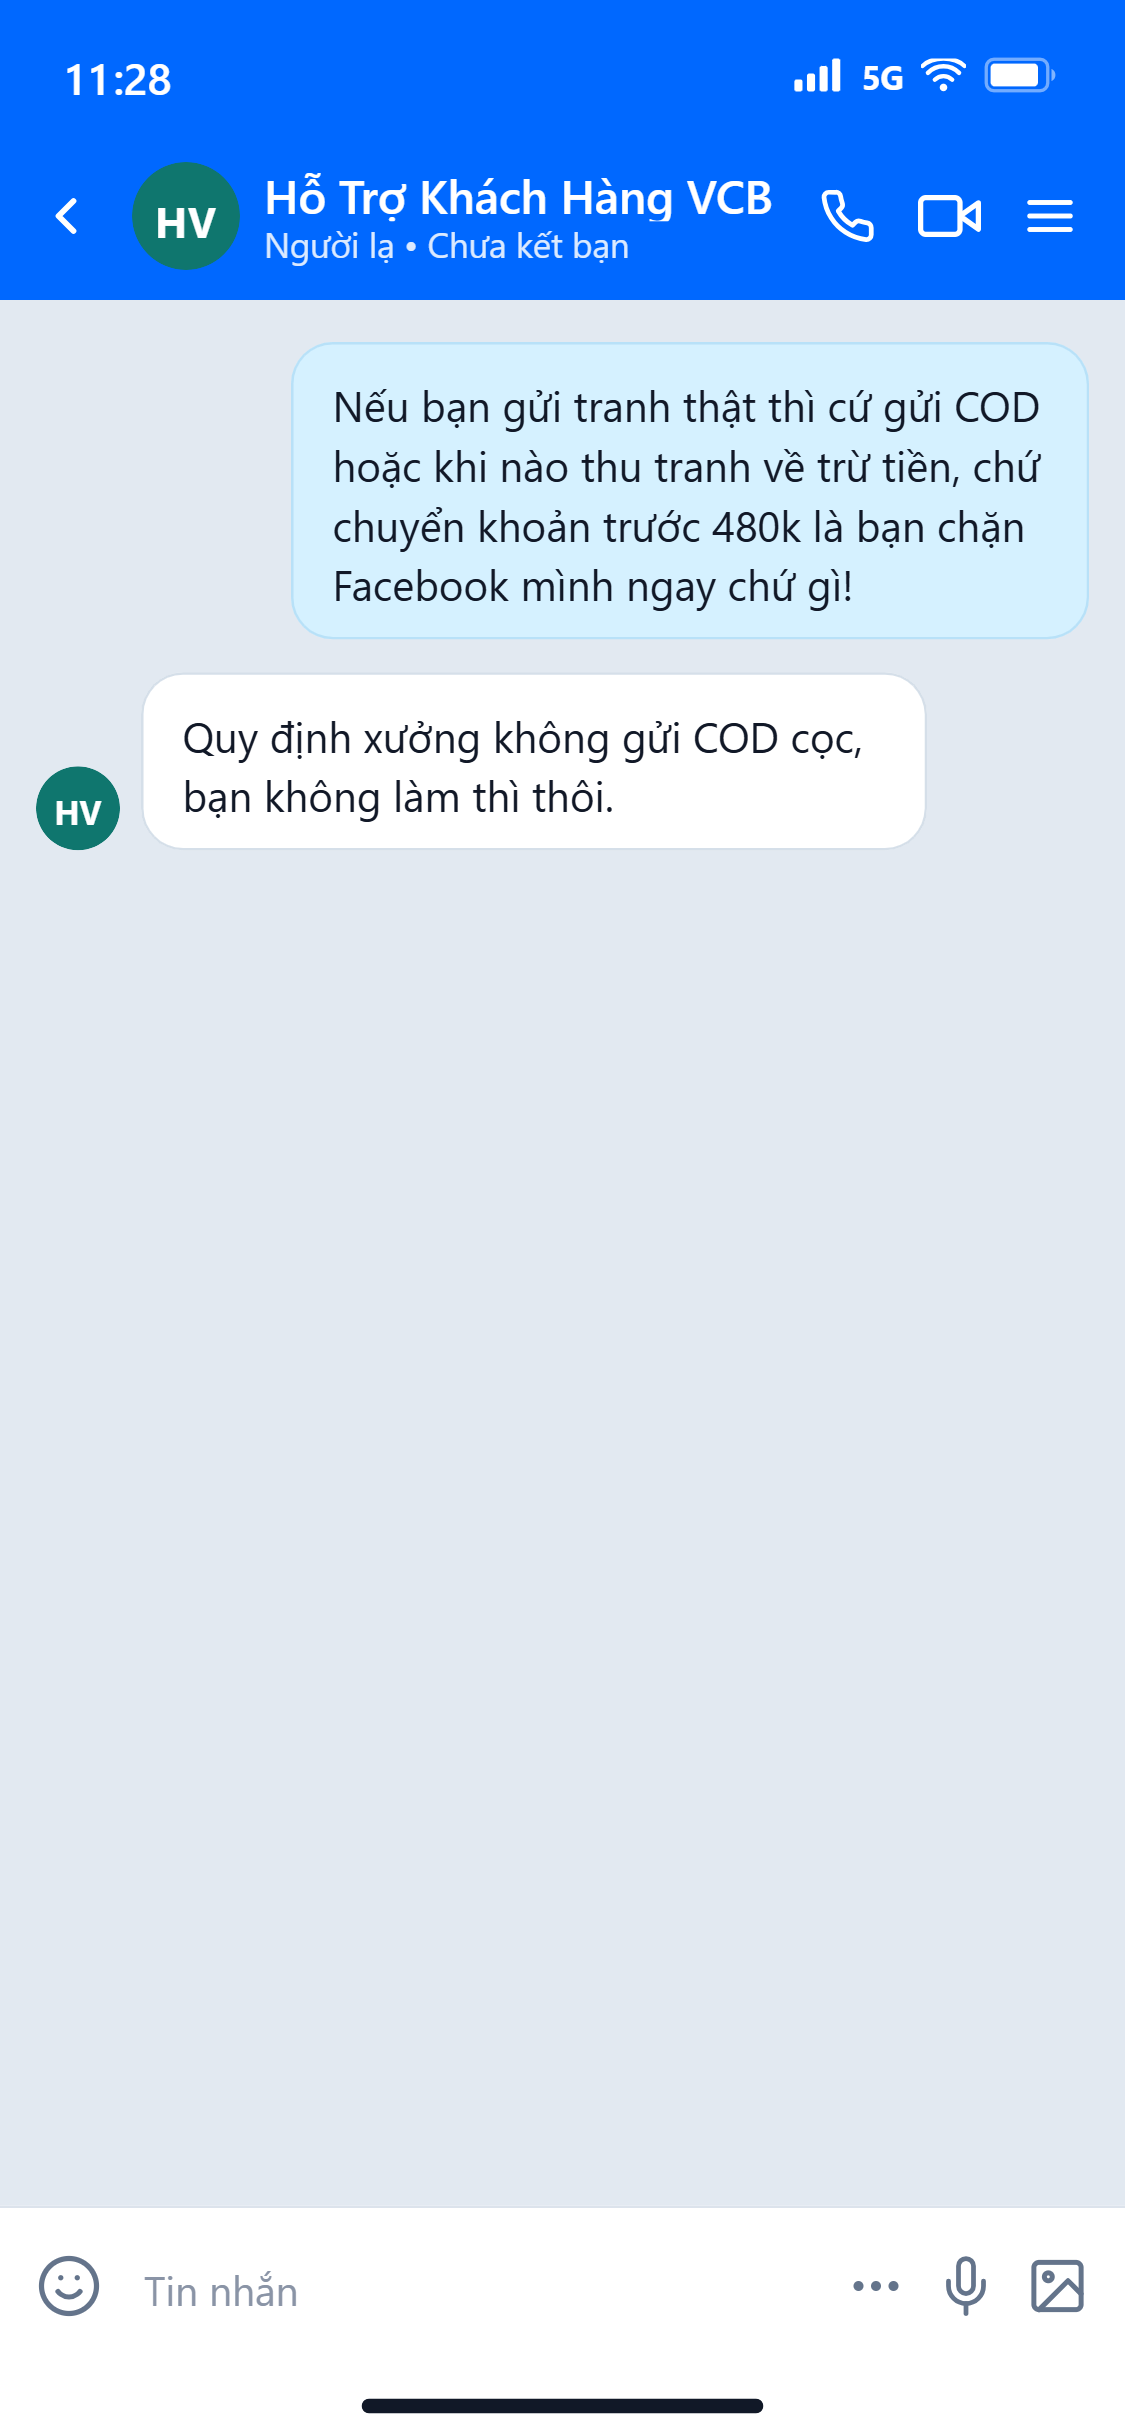 11:28
5G
HV
Hỗ Trợ Khách Hàng VCB
Người lạ • Chưa kết bạn
Nếu bạn gửi tranh thật thì cứ gửi COD
hoặc khi nào thu tranh về trừ tiền, chứ
chuyển khoản trước 480k là bạn chặn
Facebook mình ngay chứ gì!
Quy định xưởng không gửi COD cọc,
bạn không làm thì thôi.
HV
Tin nhắn